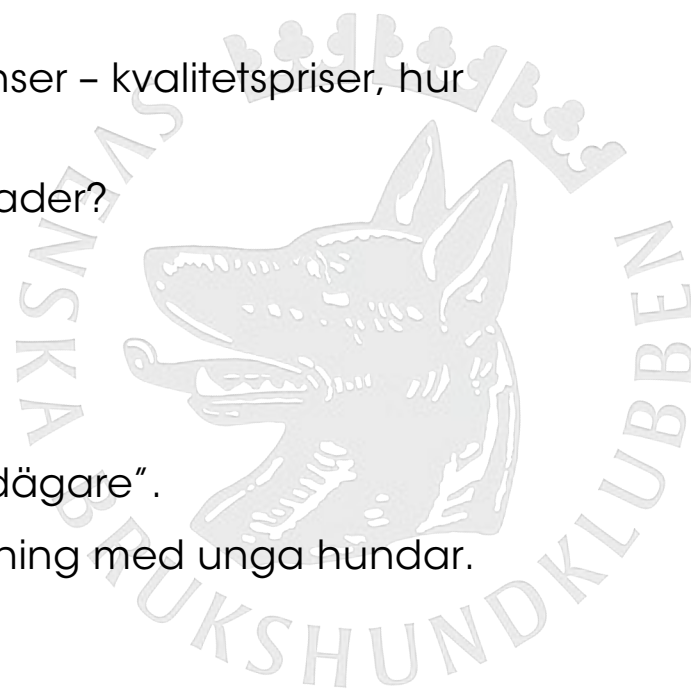 nser – kvalitetspriser, hur
ader?
dägare”.
ning med unga hundar.
SVENSKA BRUKSHUNDKLUBBEN